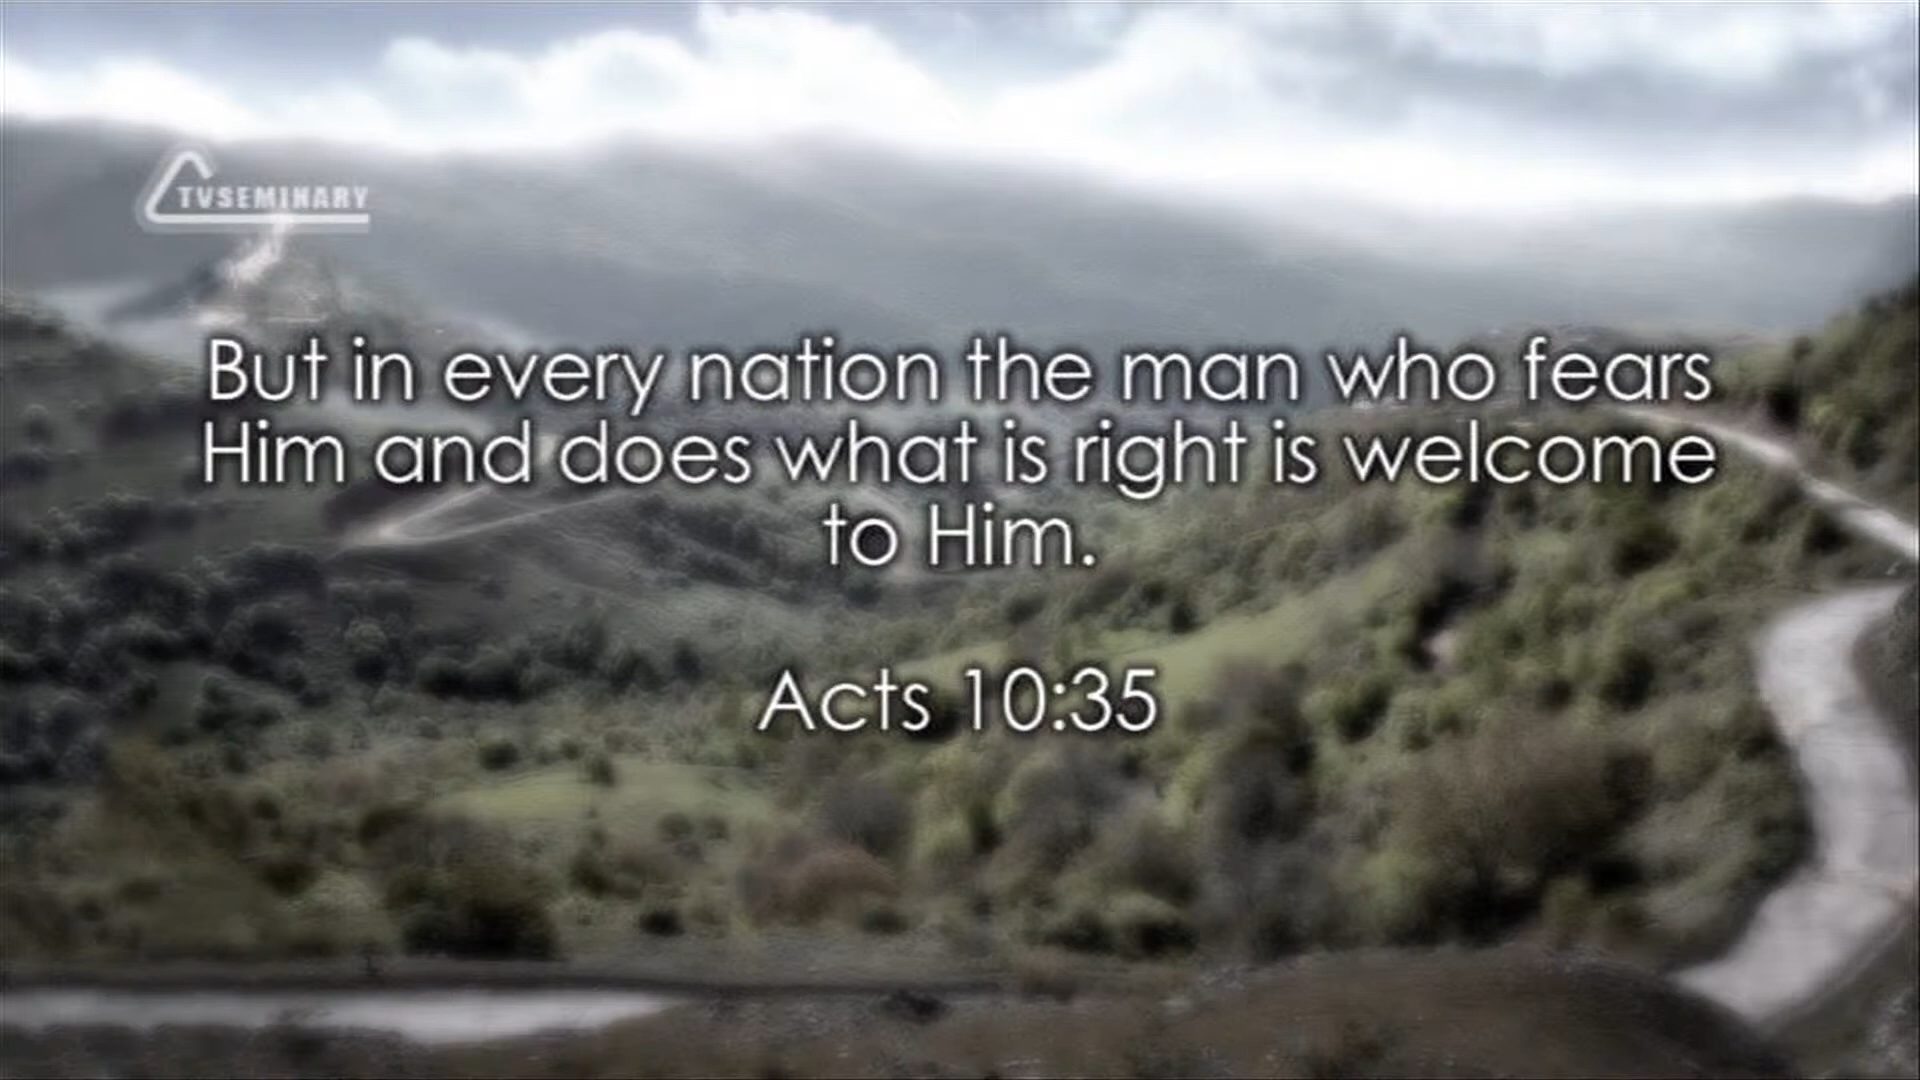 TVSEMINARY
But in every nation the man who fears
Him and does what is right is welcome
to Him.
Acts 10:35